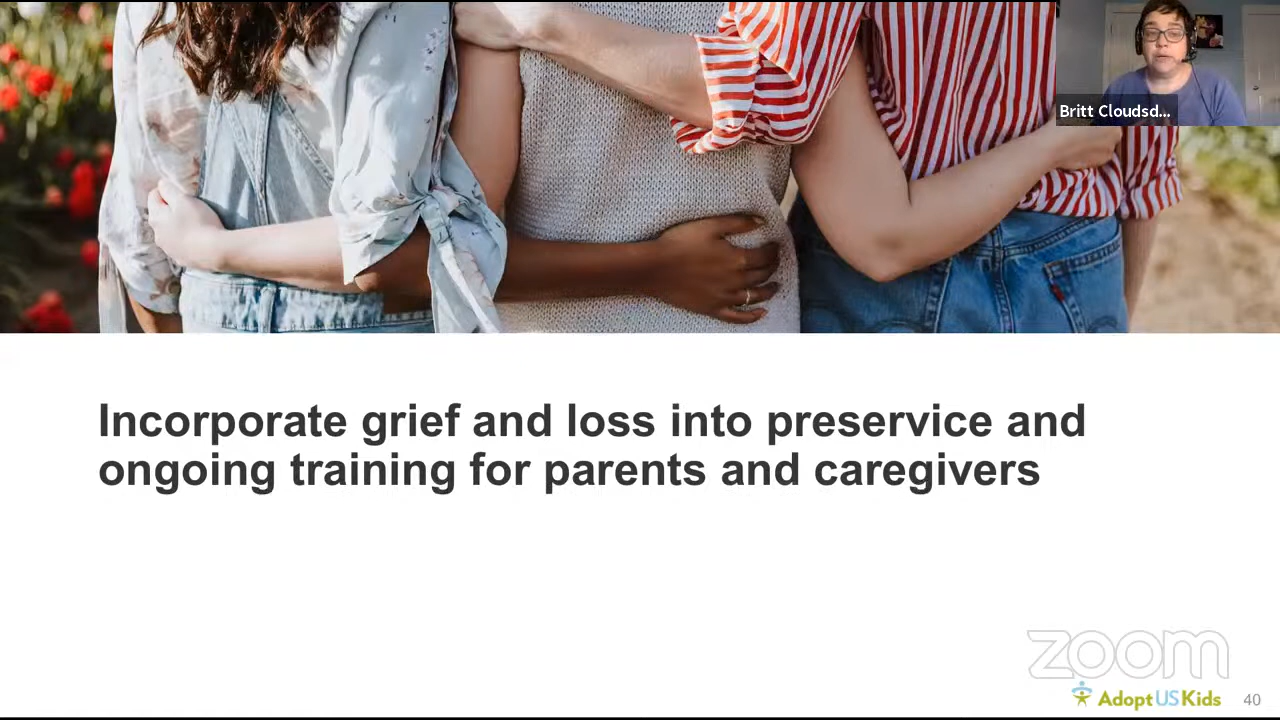 Britt Cloudsd...
Incorporate grief and loss into preservice and
ongoing training for parents and caregivers
zoom
AdoptUSKids
40